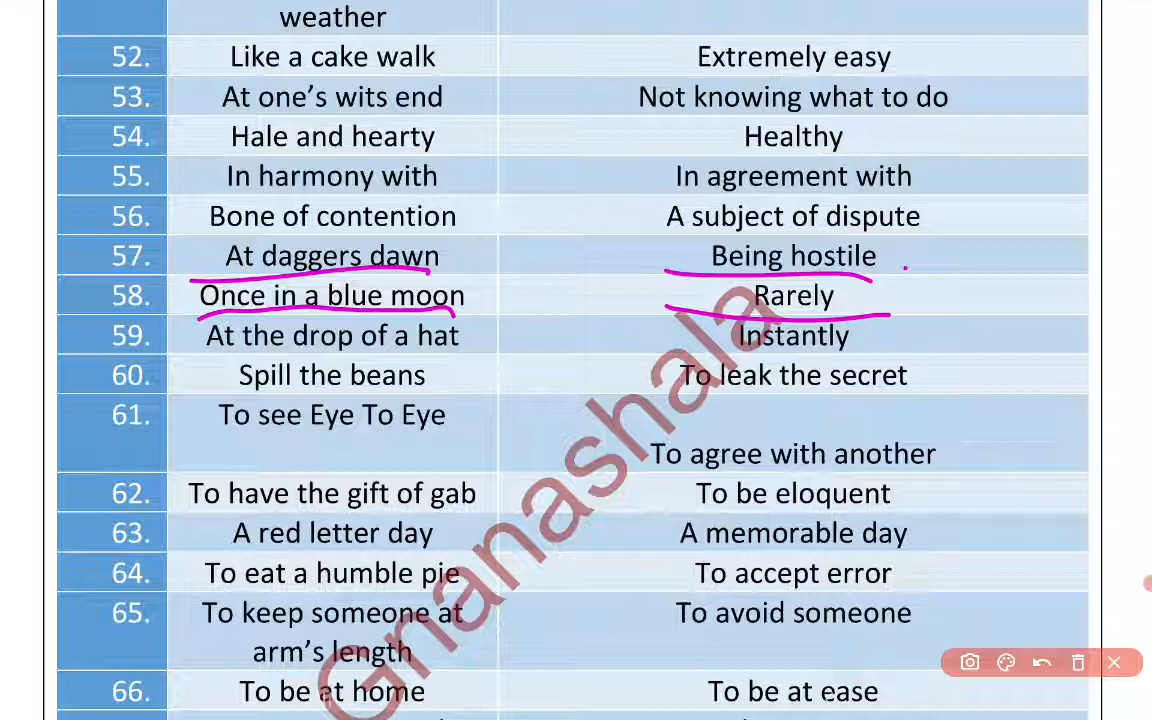 weather
52. Like a cake walk Extremely easy
53. At one's wits end Not knowing what to do
54. Hale and hearty Healthy
55. In harmony with In agreement with
56. Bone of contention A subject of dispute
57. At daggers dawn Being hostile
58. Once in a blue moon Rarely
59. At the drop of a hat Instantly
60. Spill the beans To leak the secret
61. To see Eye To Eye
To agree with another
62. To have the gift of gab To be eloquent
63. A red letter day A memorable day
64. To eat a humble pie To accept error
65. To keep someone at To avoid someone
arm's length
66. To be at home To be at ease
Gnanashala